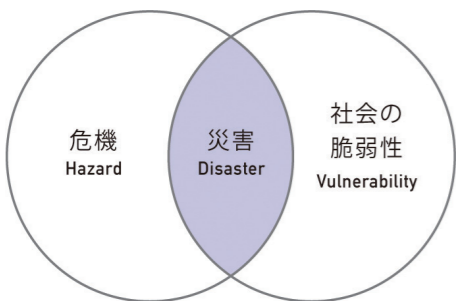 危機
Hazard
災害
Disaster
社会の
脆弱性
Vulnerability